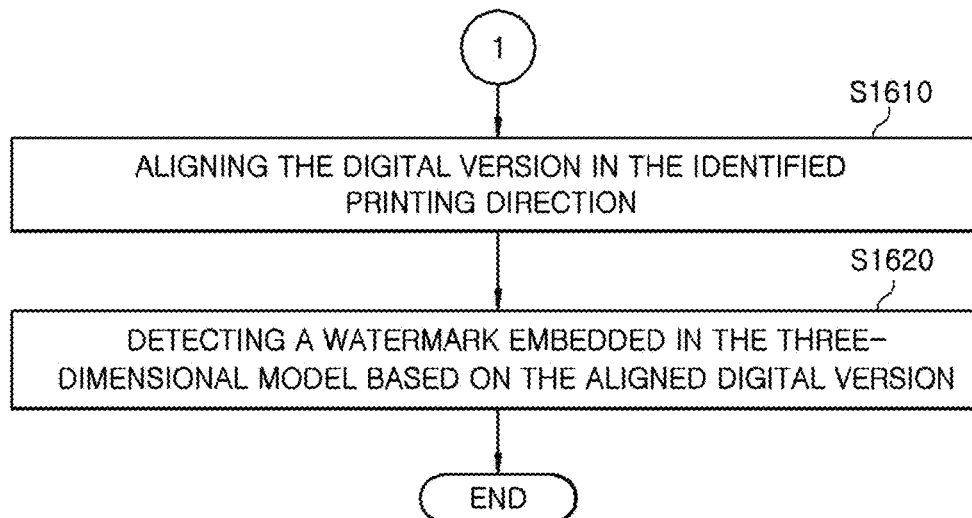 1
S1610
ALIGNING THE DIGITAL VERSION IN THE IDENTIFIED
PRINTING DIRECTION
S1620
DETECTING A WATERMARK EMBEDDED IN THE THREE-
DIMENSIONAL MODEL BASED ON THE ALIGNED DIGITAL VERSION
END